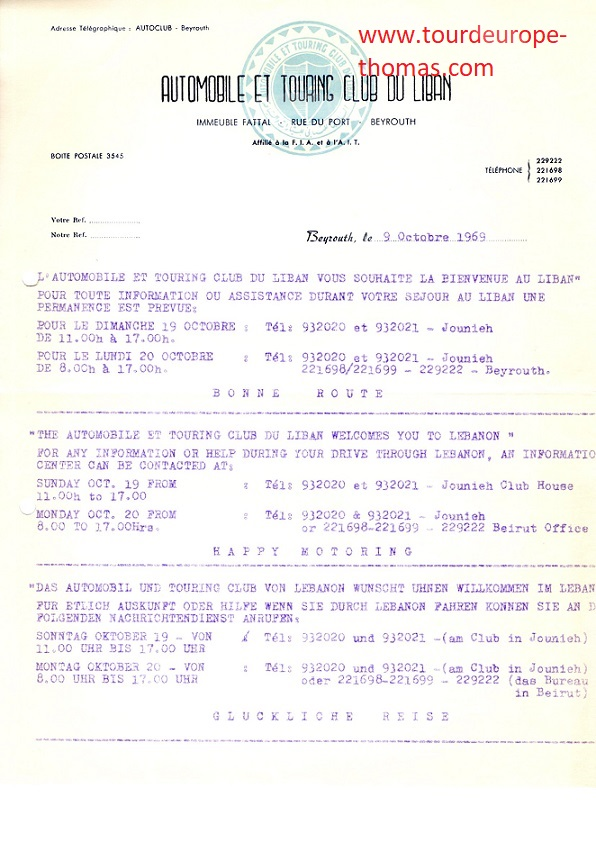 Adresse Télégraphique : AUTOCLUB - Beyrouth
www.tourdeurope-
thomas.com
AUTOMOBILE ET TOURING CLUB DU LIBAN
IMMEUBLE FATTAL - RUE DU PORT - BEYROUTH
Affilié à la F. I. A. et à l'A. I. T.
BOITE POSTALE 3545
TÉLÉPHONE
229222
221698
221699
Votre Ref.
Notre Ref.
Beyrouth, le 9 Octobre 1969
L'AUTOMOBILE ET TOURING CLUB DU LIBAN VOUS SOUHAITE LA BIENVENUE AU LIBAN"
POUR TOUTE INFORMATION OU ASSISTANCE DURANT VOTRE SEJOUR AU LIBAN UNE
PERMANENCE EST PREVUE:
POUR LE DIMANCHE 19 OCTOBRE : Tél: 932020 et 932021 - Jounieh
DE 11.00h à 17.00h.
POUR LE LUNDI 20 OCTOBRE : Tél: 932020 et 932021 - Jounieh
DE 8.00h à 17.00h. 221698/221699 - 229222 - Beyrouth.
B O N N E R O U T E
"THE AUTOMOBILE ET TOURING CLUB DU LIBAN WELCOMES YOU TO LEBANON "
FOR ANY INFORMATION OR HELP DURING YOUR DRIVE THROUGH LEBANON, AN INFORMATIO
CENTER CAN BE CONTACTED AT:
SUNDAY OCT. 19 FROM : Tél: 932020 et 932021 - Jounieh Club House
11.00h to 17.00
MONDAY OCT. 20 FROM : Tél: 932020 & 932021 - Jounieh
8.00 TO 17.00Hrs. or 221698-221699 - 229222 Beirut Office
H A P P Y M O T O R I N G
"DAS AUTOMOBIL UND TOURING CLUB VON LEBANON WUNSCHT UHNEN WILLKOMMEN IM LEBAN
FUR ETLICH AUSKUNFT ODER HILFE WENN SIE DURCH LEBANON FAHREN KONNEN SIE AN D
FOLGENDEN NACHRICHTENDIENST ANRUFEN:
SONNTAG OKTOBER 19 - VON : Tél: 932020 und 932021 -(am Club in Jounieh)
11.00 UHR BIS 17.00 UHR
MONTAG OKTOBER 20 - VON : Tél: 932020 und 932021 -(am Club in Jounieh)
8.00 UHR BIS 17.00 UHR oder 221698-221699 - 229222 (das Bureau
in Beirut)
G L U C K L I C H E R E I S E